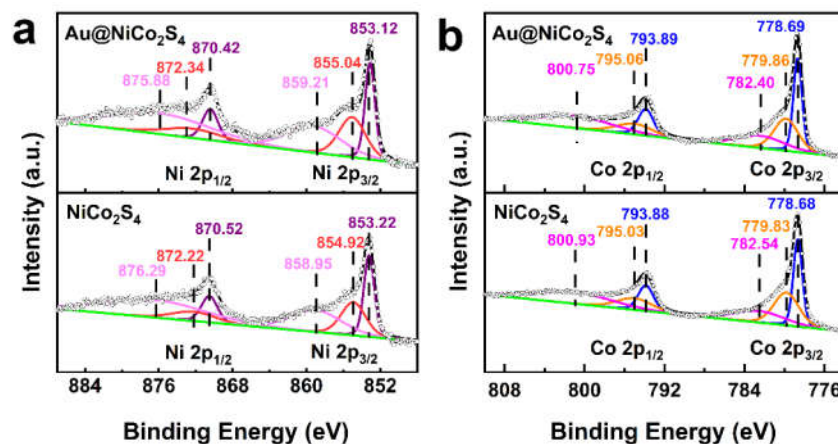 a
Au@NiCo2S4
853.12
870.42
855.04
872.34
875.88
859.21
Ni 2p1/2
Ni 2p3/2
NiCo2S4
853.22
870.52
872.22
854.92
876.29
858.95
Ni 2p1/2
Ni 2p3/2
884
876
868
860
852
Binding Energy (eV)
Intensity (a.u.)
b
Au@NiCo2S4
778.69
793.89
795.06
779.86
800.75
782.40
Co 2p1/2
Co 2p3/2
NiCo2S4
778.68
793.88
795.03
779.83
800.93
782.54
Co 2p1/2
Co 2p3/2
808
800
792
784
776
Binding Energy (eV)
Intensity (a.u.)